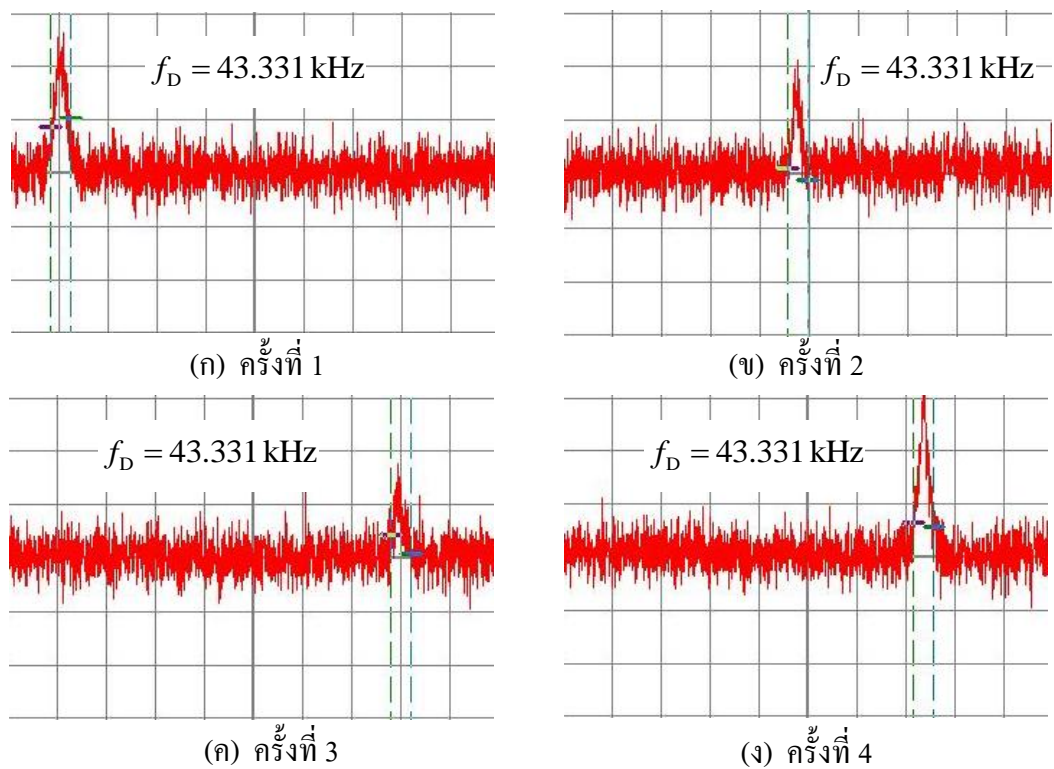 f_D = 43.331 kHz
f_D = 43.331 kHz
(ก) ครั้งที่ 1
(ข) ครั้งที่ 2
f_D = 43.331 kHz
f_D = 43.331 kHz
(ค) ครั้งที่ 3
(ง) ครั้งที่ 4